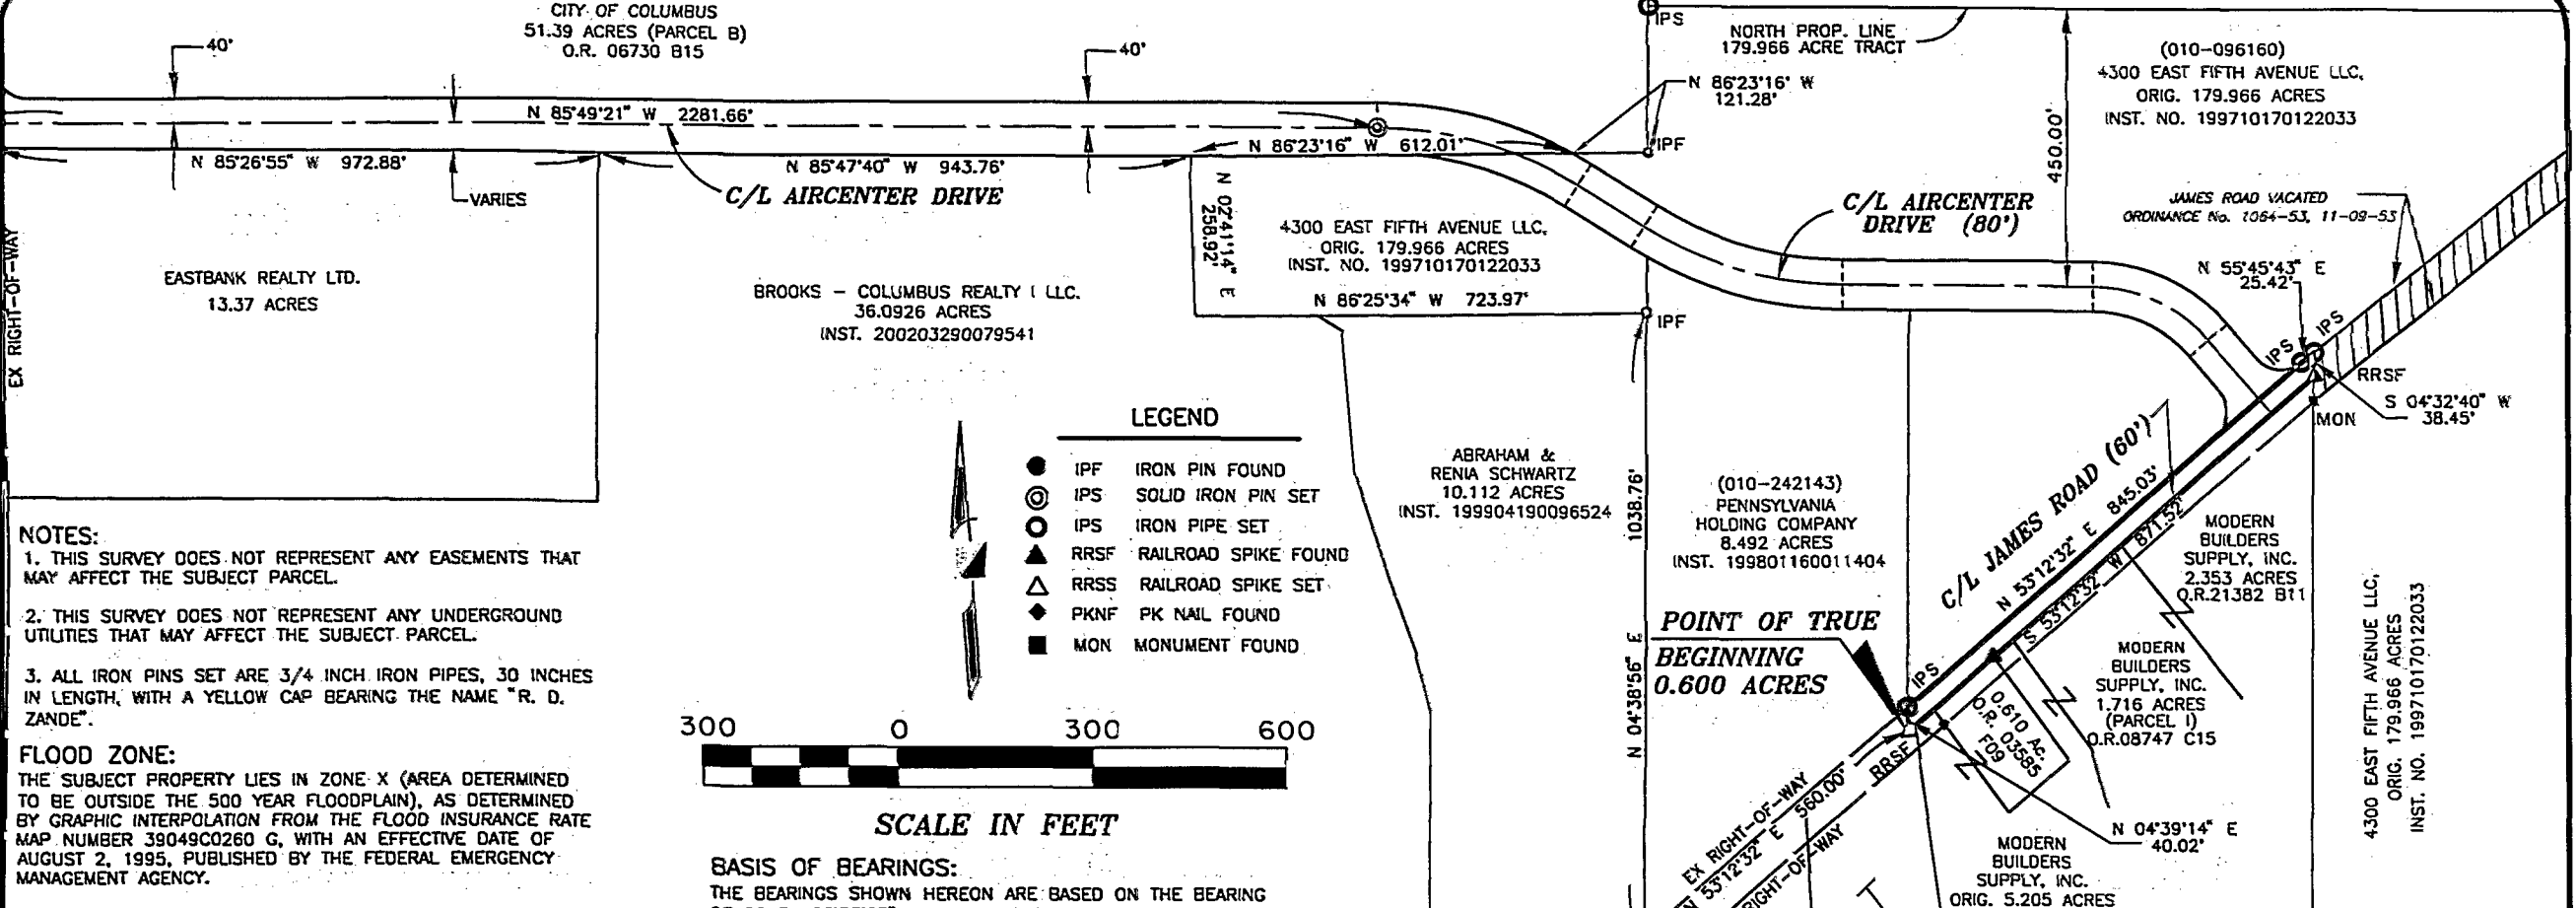 CITY OF COLUMBUS
51.39 ACRES (PARCEL B)
O.R. 06730 B15
40'
40'
N 85°49'21" W 2281.66'
N 85°26'55" W 972.88'
VARIES
N 85°47'40" W 943.76'
C/L AIRCENTER DRIVE
N 86°23'16" W 612.01'
IPS
NORTH PROP. LINE
179.966 ACRE TRACT
N 86°23'16" W
121.28'
IPF
450.00'
(010-096160)
4300 EAST FIFTH AVENUE LLC,
ORIG. 179.966 ACRES
INST. NO. 199710170122033
JAMES ROAD VACATED
ORDINANCE No. 1064-53, 11-09-53
C/L AIRCENTER
DRIVE (80')
N 55°45'43" E
25.42'
IPS
IPS
RRSF
S 04°32'40" W
38.45'
MON
EX RIGHT-OF-WAY
EASTBANK REALTY LTD.
13.37 ACRES
BROOKS - COLUMBUS REALTY I LLC.
36.0926 ACRES
INST. 200203290079541
N 02°41'14" E
258.92'
4300 EAST FIFTH AVENUE LLC,
ORIG. 179.966 ACRES
INST. NO. 199710170122033
N 86°25'34" W 723.97'
IPF
LEGEND
IPF IRON PIN FOUND
IPS SOLID IRON PIN SET
IPS IRON PIPE SET
RRSF RAILROAD SPIKE FOUND
RRSS RAILROAD SPIKE SET
PKNF PK NAIL FOUND
MON MONUMENT FOUND
ABRAHAM &
RENIA SCHWARTZ
10.112 ACRES
INST. 199904190096524
N 04°38'56" E 1038.76'
(010-242143)
PENNSYLVANIA
HOLDING COMPANY
8.492 ACRES
INST. 199801160011404
C/L JAMES ROAD (60')
N 53°12'32" E 845.03'
S 53°12'32" W 871.52'
MODERN
BUILDERS
SUPPLY, INC.
2.353 ACRES
O.R.21382 B11
MODERN
BUILDERS
SUPPLY, INC.
1.716 ACRES
(PARCEL I)
O.R.08747 C15
4300 EAST FIFTH AVENUE LLC,
ORIG. 179.966 ACRES
INST. NO. 199710170122033
POINT OF TRUE
BEGINNING
0.600 ACRES
IPS
RRSF
0.610 AC.
O.R. 03585
F09
N 04°39'14" E
40.02'
MODERN
BUILDERS
SUPPLY, INC.
ORIG. 5.205 ACRES
EX RIGHT-OF-WAY
N 53°12'32" E 560.00'
RIGHT-OF-WAY
NOTES:
1. THIS SURVEY DOES NOT REPRESENT ANY EASEMENTS THAT
MAY AFFECT THE SUBJECT PARCEL.
2. THIS SURVEY DOES NOT REPRESENT ANY UNDERGROUND
UTILITIES THAT MAY AFFECT THE SUBJECT PARCEL.
3. ALL IRON PINS SET ARE 3/4 INCH IRON PIPES, 30 INCHES
IN LENGTH, WITH A YELLOW CAP BEARING THE NAME "R. D.
ZANDE".
FLOOD ZONE:
THE SUBJECT PROPERTY LIES IN ZONE X (AREA DETERMINED
TO BE OUTSIDE THE 500 YEAR FLOODPLAIN), AS DETERMINED
BY GRAPHIC INTERPOLATION FROM THE FLOOD INSURANCE RATE
MAP NUMBER 39049C0260 G, WITH AN EFFECTIVE DATE OF
AUGUST 2, 1995, PUBLISHED BY THE FEDERAL EMERGENCY
MANAGEMENT AGENCY.
300 0 300 600
SCALE IN FEET
BASIS OF BEARINGS:
THE BEARINGS SHOWN HEREON ARE BASED ON THE BEARING